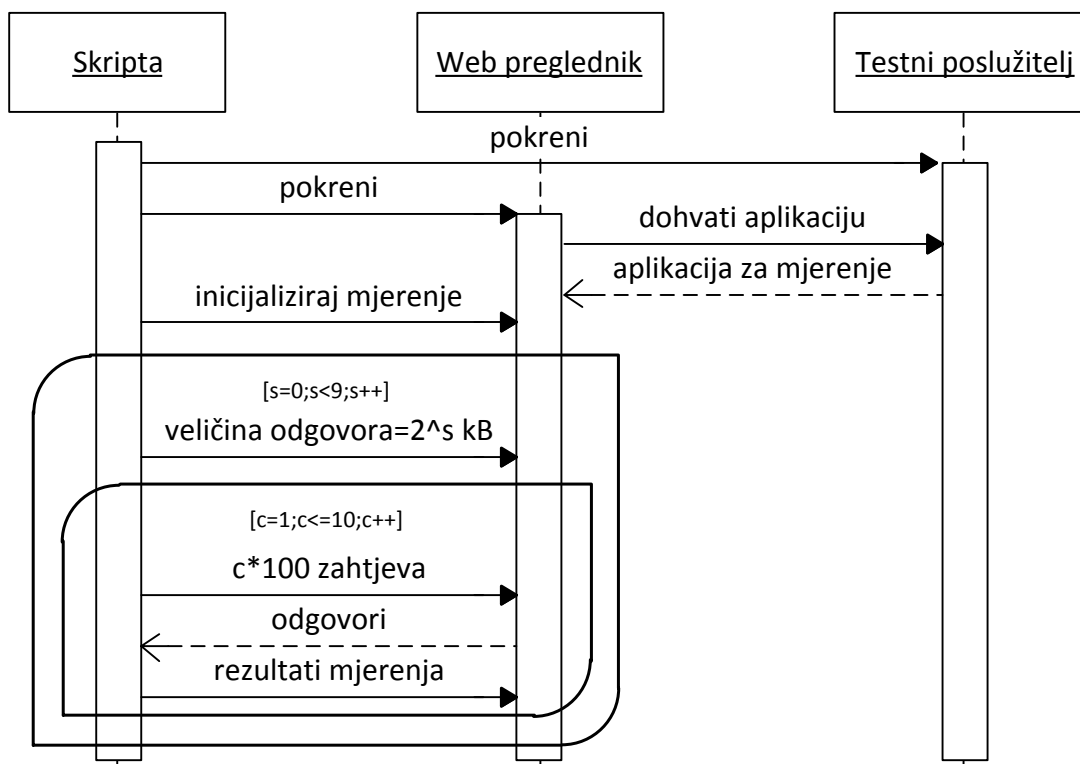 Skripta
Web preglednik
Testni poslužitelj
pokreni
pokreni
dohvati aplikaciju
aplikacija za mjerenje
inicijaliziraj mjerenje
[s=0;s<9;s++]
veličina odgovora=2^s kB
[c=1;c<=10;c++]
c*100 zahtjeva
odgovori
rezultati mjerenja